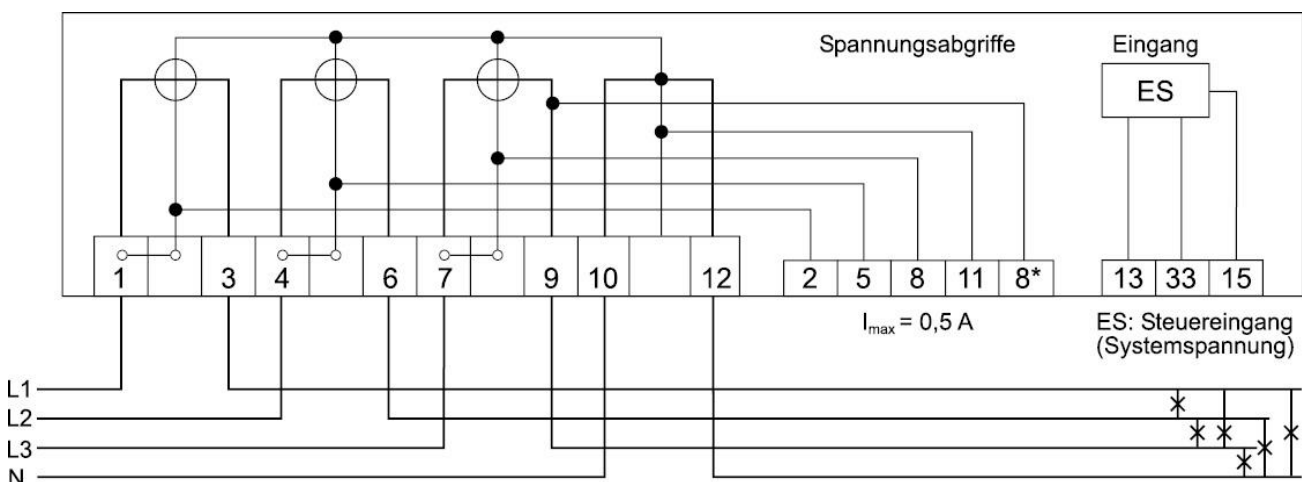 Spannungsabgriffe
Eingang
ES
1 3 4 6 7 9 10 12
2 5 8 11 8* 13 33 15
I_max = 0,5 A
ES: Steuereingang
(Systemspannung)
L1
L2
L3
N